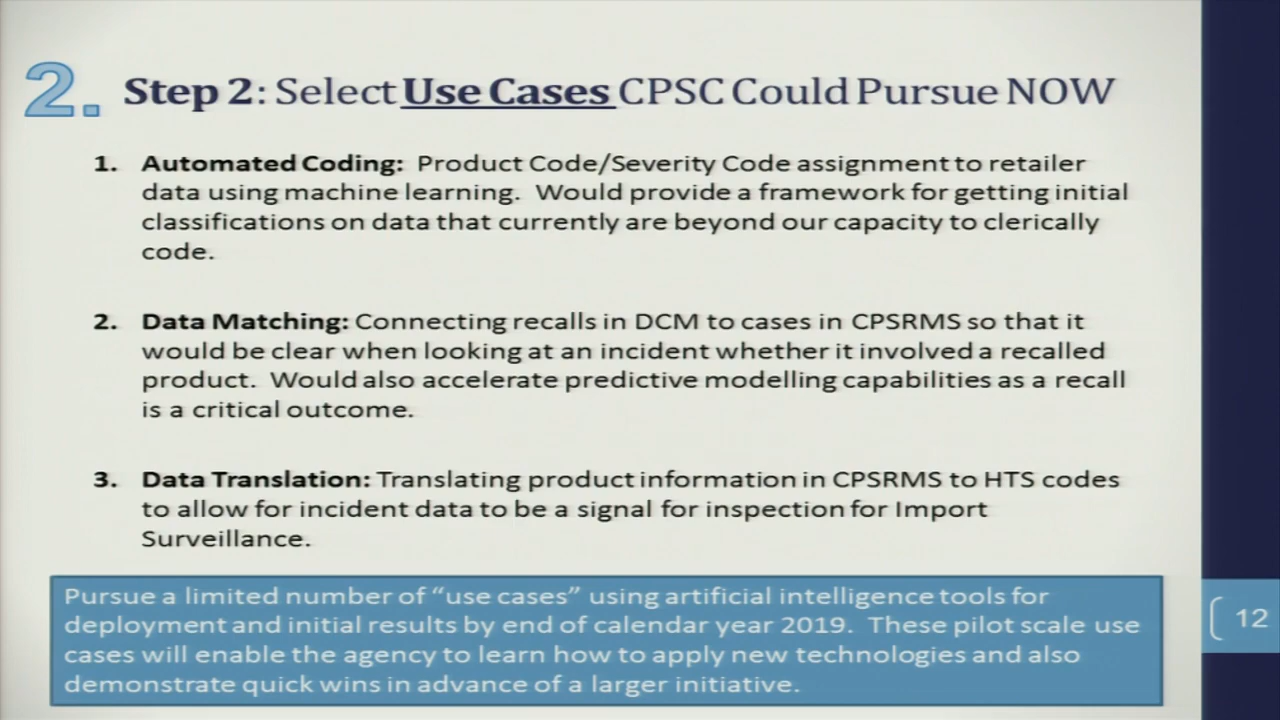 2. Step 2: Select Use Cases CPSC Could Pursue NOW
1. Automated Coding: Product Code/Severity Code assignment to retailer
data using machine learning. Would provide a framework for getting initial
classifications on data that currently are beyond our capacity to clerically
code.
2. Data Matching: Connecting recalls in DCM to cases in CPSRMS so that it
would be clear when looking at an incident whether it involved a recalled
product. Would also accelerate predictive modelling capabilities as a recall
is a critical outcome.
3. Data Translation: Translating product information in CPSRMS to HTS codes
to allow for incident data to be a signal for inspection for Import
Surveillance.
Pursue a limited number of “use cases” using artificial intelligence tools for
deployment and initial results by end of calendar year 2019. These pilot scale use
cases will enable the agency to learn how to apply new technologies and also
demonstrate quick wins in advance of a larger initiative.
12